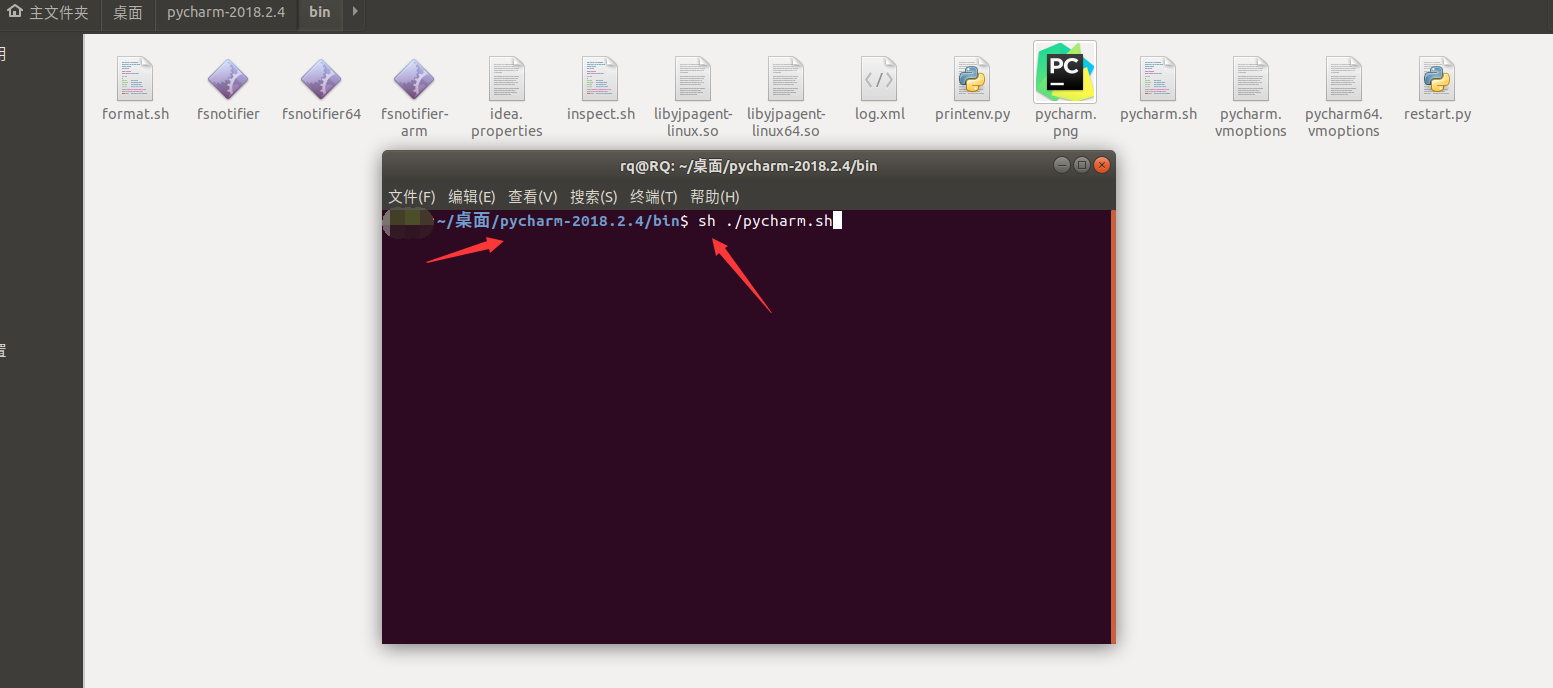 主文件夹 桌面 pycharm-2018.2.4 bin
用
format.sh fsnotifier fsnotifier64 fsnotifier-arm idea.properties inspect.sh libyjpagent-linux.so libyjpagent-linux64.so log.xml printenv.py pycharm.png pycharm.sh pycharm.vmoptions pycharm64.vmoptions restart.py
PC
rq@RQ: ~/桌面/pycharm-2018.2.4/bin
文件(F) 编辑(E) 查看(V) 搜索(S) 终端(T) 帮助(H)
~/桌面/pycharm-2018.2.4/bin$ sh ./pycharm.sh
置